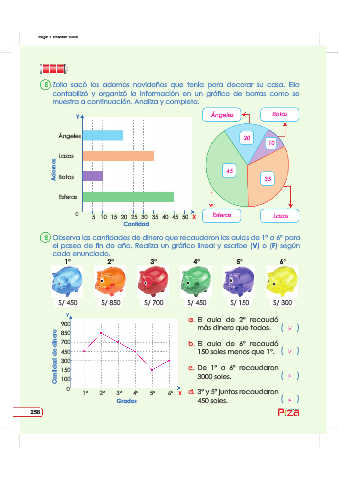 8 Zoila sacó los adornos navideños que tenía para decorar su casa. Ella
contabilizó y organizó la información en un gráfico de barras como se
muestra a continuación. Analiza y completa.
Y
Adornos
Ángeles
Lazos
Botas
Esferas
0 5 10 15 20 25 30 35 40 45 50 X
Cantidad
Ángeles
Botas
20
10
45
35
Esferas
Lazos
9 Observa las cantidades de dinero que recaudaron las aulas de 1° a 6° para
el paseo de fin de año. Realiza un gráfico lineal y escribe (V) o (F) según
cada enunciado.
1° 2° 3° 4° 5° 6°
S/ 450 S/ 850 S/ 700 S/ 450 S/ 150 S/ 300
Y
Cantidad de dinero
900
850
700
450
300
150
100
0
1° 2° 3° 4° 5° 6° X
Grados
a. El aula de 2° recaudó
más dinero que todas. ( V )
b. El aula de 6° recaudó
150 soles menos que 1°. ( V )
c. De 1° a 6° recaudaron
3000 soles. ( )
d. 3° y 5° juntos recaudaron
450 soles. ( )
258